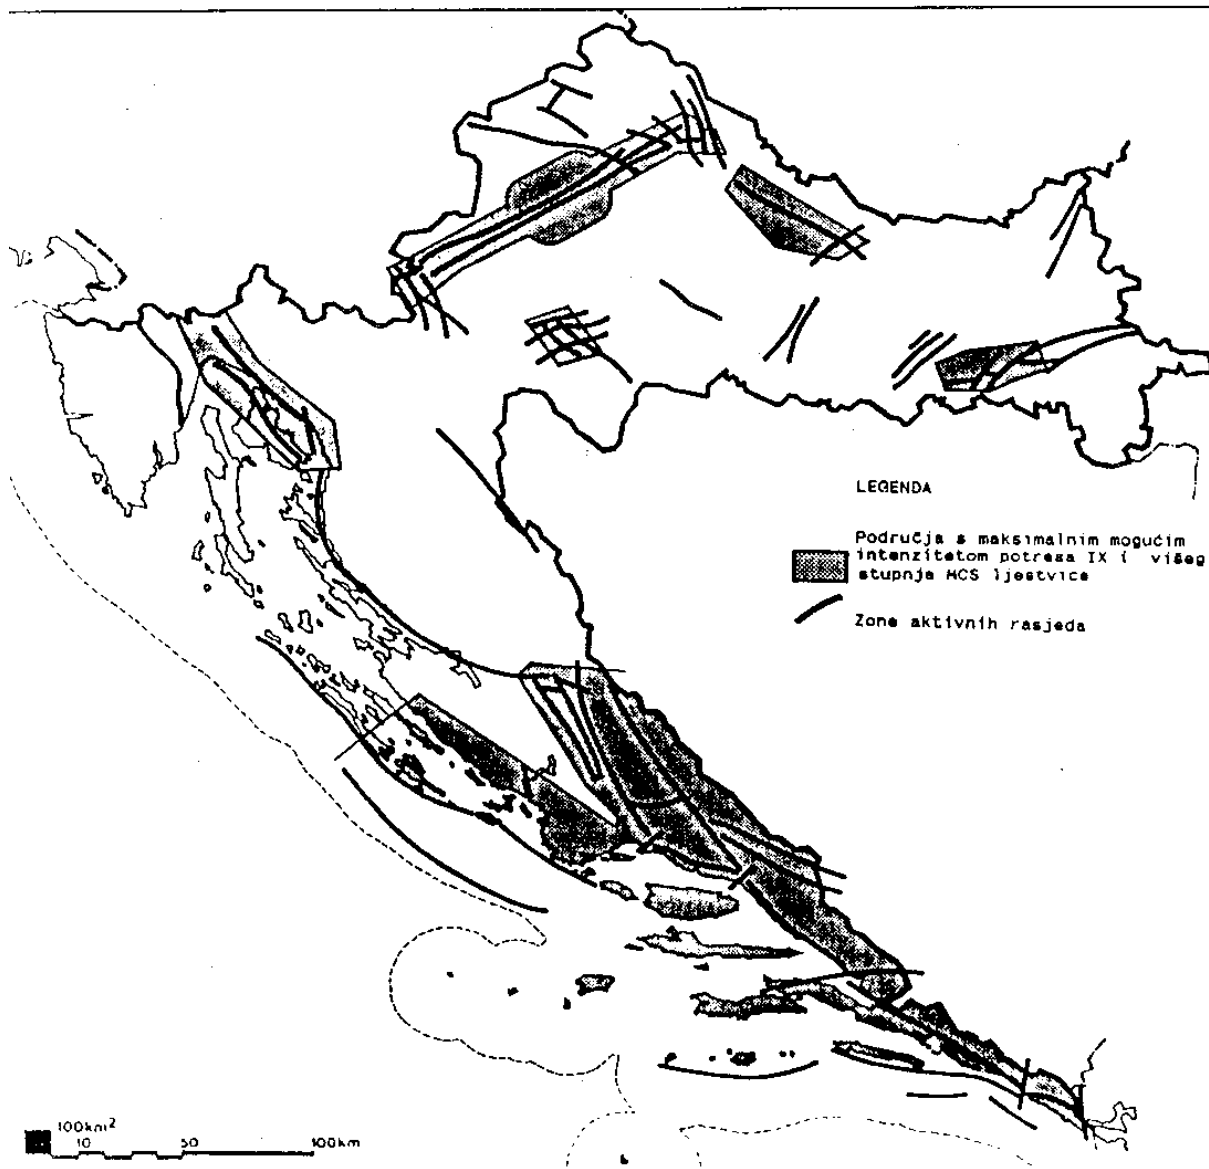 LEGENDA
Područja s maksimalnim mogućim
intenzitetom potresa IX i višeg
stupnja MCS ljestvice
Zone aktivnih rasjeda
100km²
10 50 100km